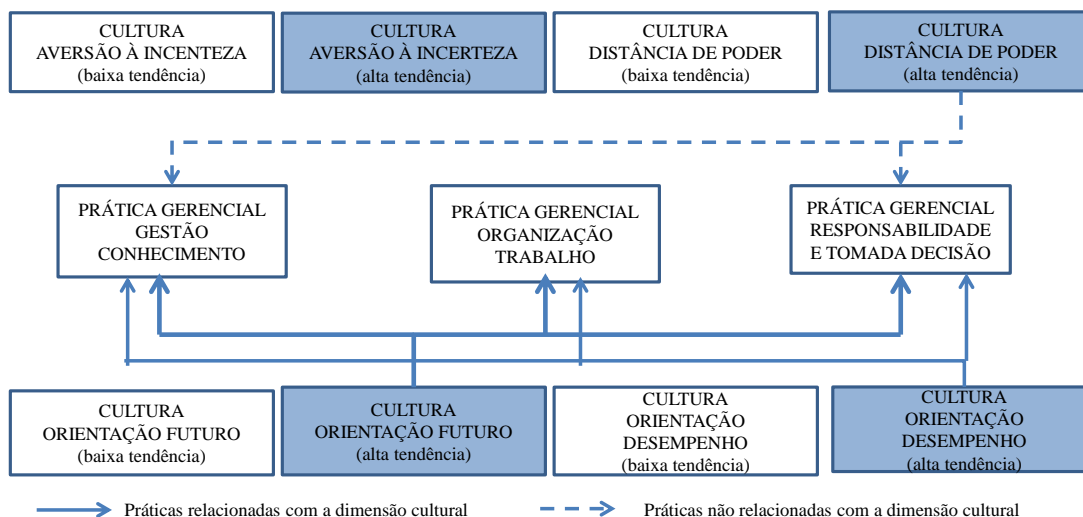 CULTURA
AVERSÃO À INCENTEZA
(baixa tendência)
CULTURA
AVERSÃO À INCERTEZA
(alta tendência)
CULTURA
DISTÂNCIA DE PODER
(baixa tendência)
CULTURA
DISTÂNCIA DE PODER
(alta tendência)
PRÁTICA GERENCIAL
GESTÃO
CONHECIMENTO
PRÁTICA GERENCIAL
ORGANIZAÇÃO
TRABALHO
PRÁTICA GERENCIAL
RESPONSABILIDADE
E TOMADA DECISÃO
CULTURA
ORIENTAÇÃO FUTURO
(baixa tendência)
CULTURA
ORIENTAÇÃO FUTURO
(alta tendência)
CULTURA
ORIENTAÇÃO
DESEMPENHO
(baixa tendência)
CULTURA
ORIENTAÇÃO
DESEMPENHO
(alta tendência)
Práticas relacionadas com a dimensão cultural
Práticas não relacionadas com a dimensão cultural